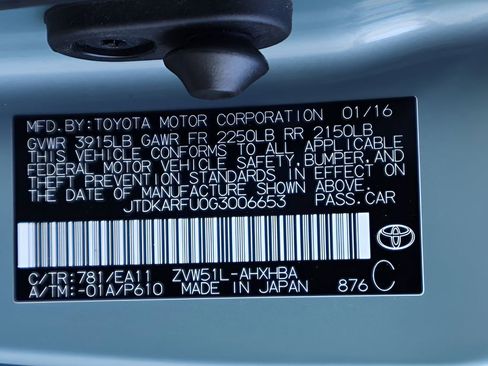 MFD. BY: TOYOTA MOTOR CORPORATION 01/16
GVWR 3915LB GAWR FR 2250LB RR 2150LB
THIS VEHICLE CONFORMS TO ALL APPLICABLE
FEDERAL MOTOR VEHICLE SAFETY, BUMPER, AND
THEFT PREVENTION STANDARDS IN EFFECT ON
THE DATE OF MANUFACTURE SHOWN ABOVE.
JTDKARFU0G3006653 PASS.CAR
TOYOTA
C/TR: 781/EA11 ZVW51L-AHXHBA
A/TM:-01A/P610 MADE IN JAPAN 876 C